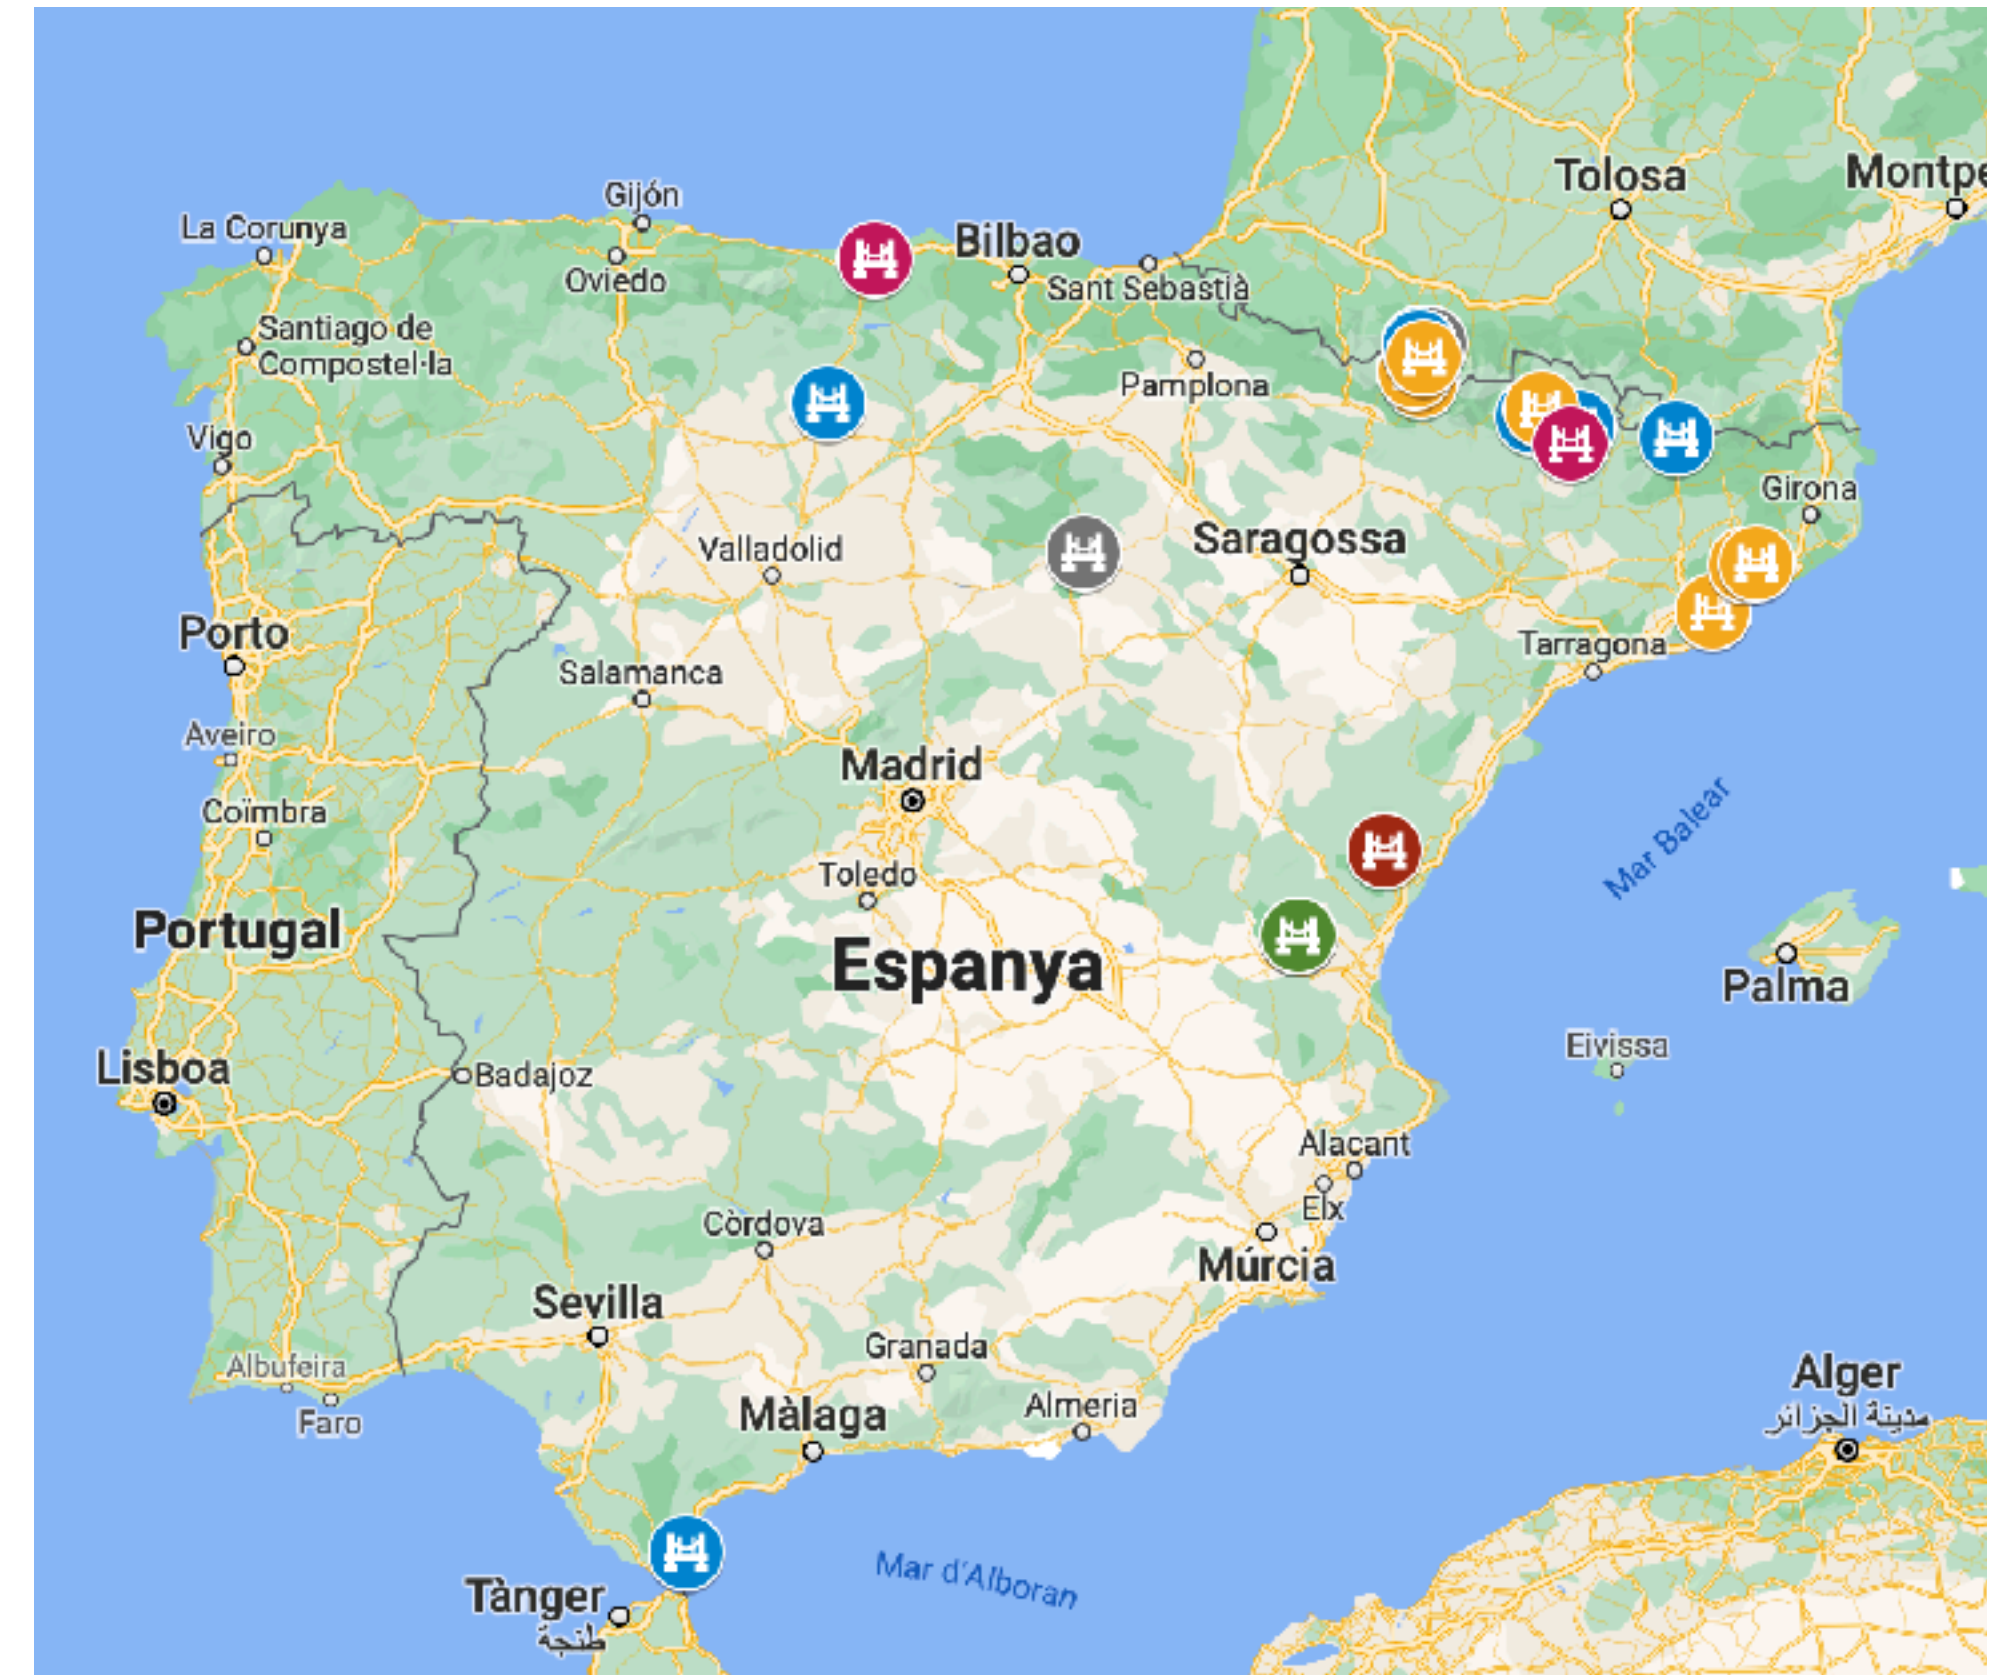 Tolosa
Montpe
Gijón
La Corunya
Bilbao
Oviedo
Sant Sebastià
Santiago de
Compostel·la
Pamplona
Vigo
Girona
Saragossa
Valladolid
Porto
Tarragona
Salamanca
Aveiro
Madrid
Coïmbra
Mar Balear
Toledo
Portugal
Espanya
Palma
Eivissa
Lisboa
Badajoz
Alacant
Elx
Còrdova
Múrcia
Sevilla
Granada
Albufeira
Alger
مدينة الجزائر
Màlaga
Almeria
Faro
Mar d'Alboran
Tànger
طنجة